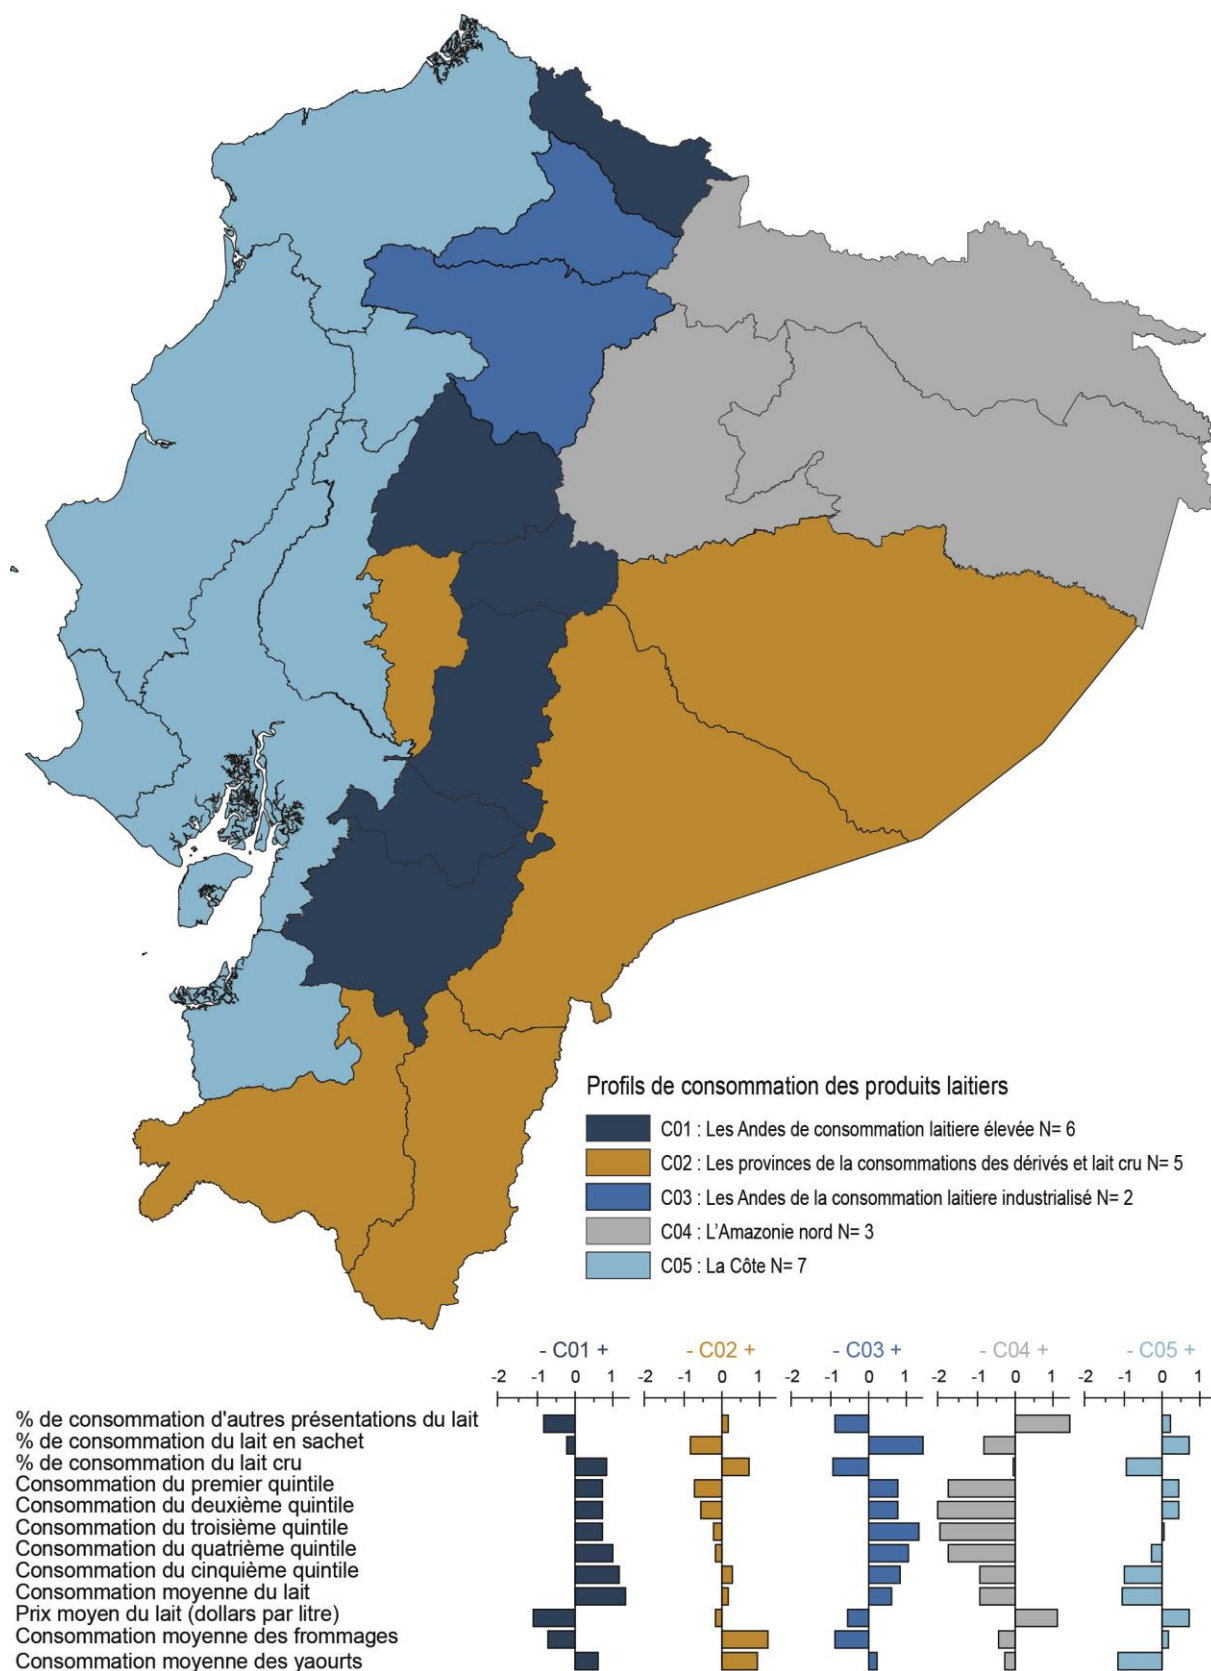 Profils de consommation des produits laitiers
C01 : Les Andes de consommation laitiere élevée N= 6
C02 : Les provinces de la consommations des dérivés et lait cru N= 5
C03 : Les Andes de la consommation laitiere industrialisé N= 2
C04 : L'Amazonie nord N= 3
C05 : La Côte N= 7
- C01 + - C02 + - C03 + - C04 + - C05 +
-2 -1 0 1 -2 -1 0 1 -2 -1 0 1 -2 -1 0 1 -2 -1 0 1
% de consommation d'autres présentations du lait
% de consommation du lait en sachet
% de consommation du lait cru
Consommation du premier quintile
Consommation du deuxième quintile
Consommation du troisième quintile
Consommation du quatrième quintile
Consommation du cinquième quintile
Consommation moyenne du lait
Prix moyen du lait (dollars par litre)
Consommation moyenne des frommages
Consommation moyenne des yaourts